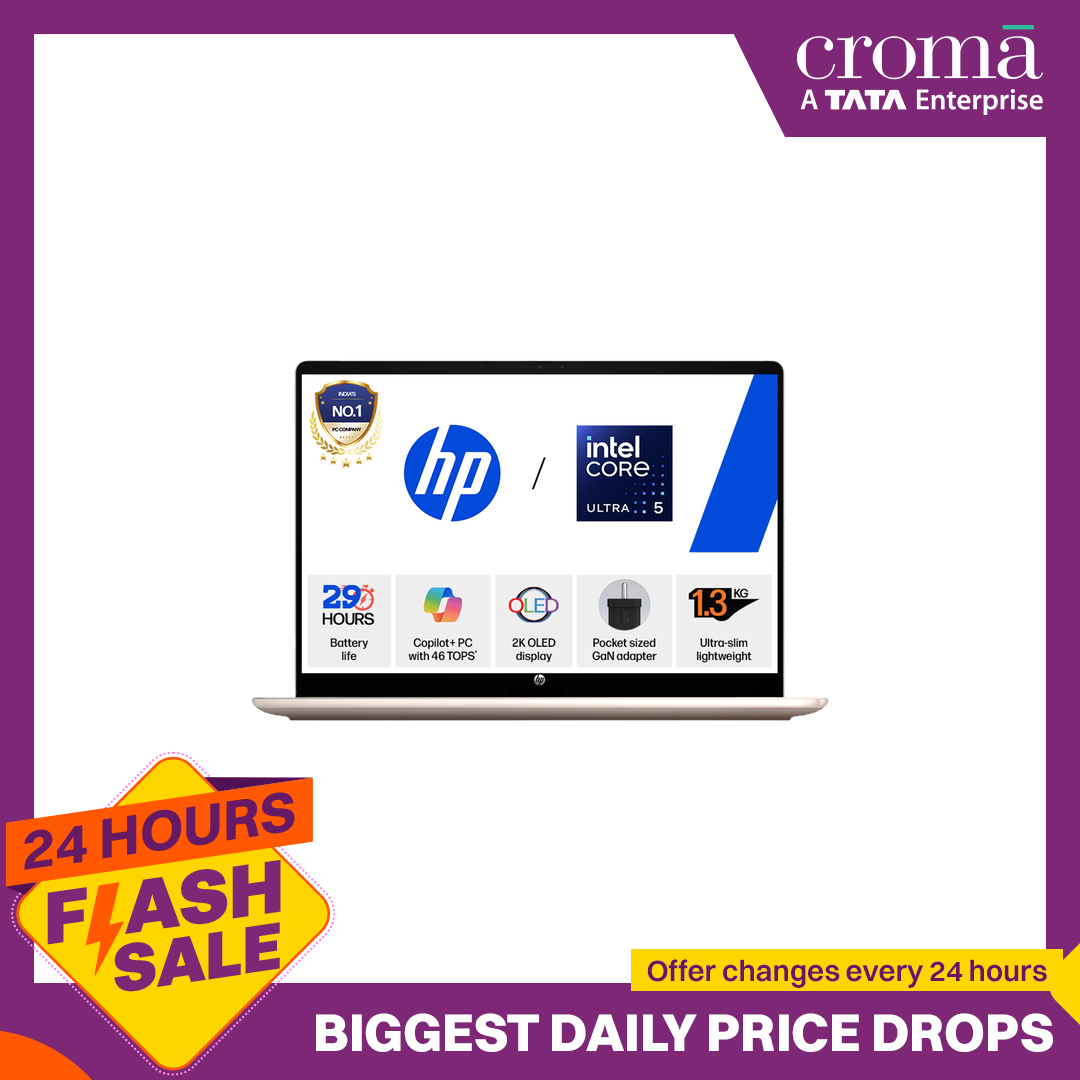 cromā
A TATA Enterprise
INDIA'S
NO.1
PC COMPANY
hp
/
intel
CORE
ULTRA 5
29
HOURS
Battery
life
Copilot+ PC
with 46 TOPS*
OLED
2K OLED
display
Pocket sized
GaN adapter
1.3 KG
Ultra-slim
lightweight
hp
24 HOURS
FLASH
SALE
Offer changes every 24 hours
BIGGEST DAILY PRICE DROPS